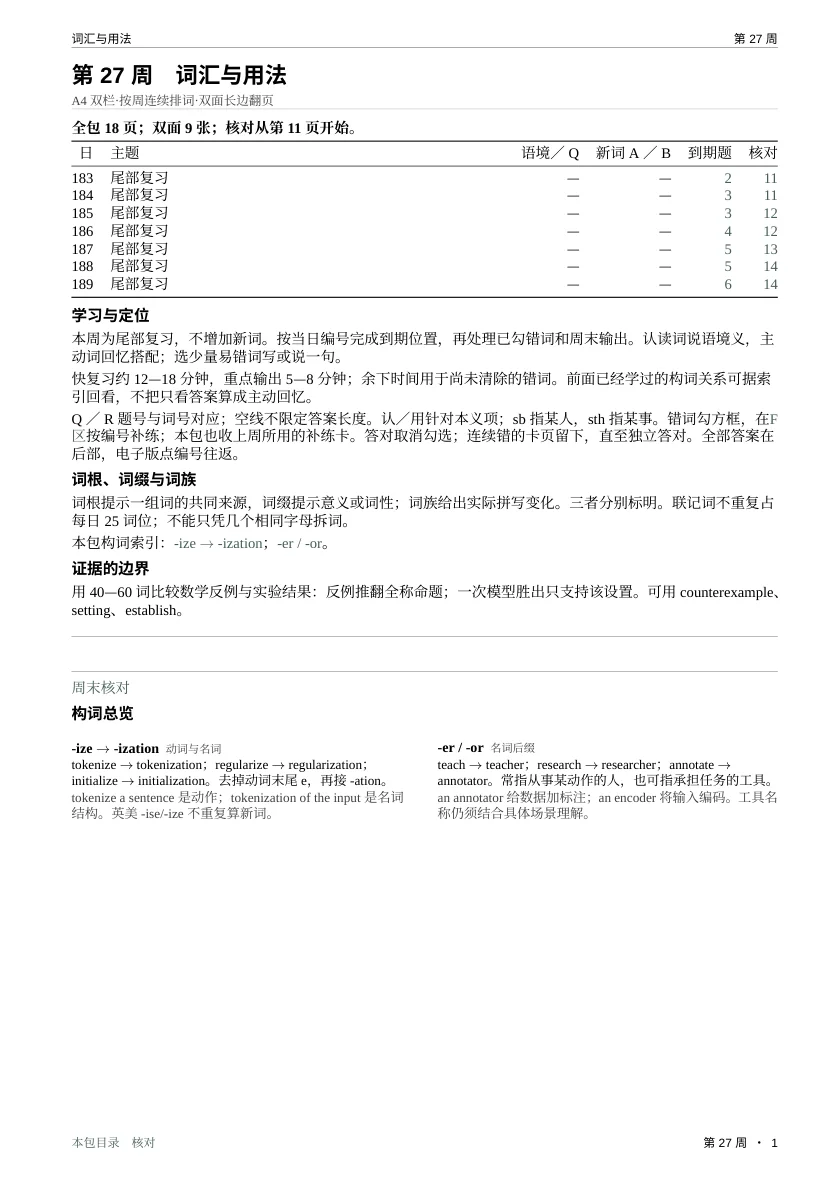 词汇与用法 第 27 周
第 27 周　词汇与用法
A4 双栏·按周连续排词·双面长边翻页
全包 18 页；双面 9 张；核对从第 11 页开始。
日 主题 语境／Q 新词 A／B 到期题 核对
183 尾部复习 — — 2 11
184 尾部复习 — — 3 11
185 尾部复习 — — 3 12
186 尾部复习 — — 4 12
187 尾部复习 — — 5 13
188 尾部复习 — — 5 14
189 尾部复习 — — 6 14
学习与定位
本周为尾部复习，不增加新词。按当日编号完成到期位置，再处理已勾错词和周末输出。认读词说语境义，主
动词回忆搭配；选少量易错词写或说一句。
快复习约 12—18 分钟，重点输出 5—8 分钟；余下时间用于尚未清除的错词。前面已经学过的构词关系可据索
引回看，不把只看答案算成主动回忆。
Q／R 题号与词号对应；空线不限定答案长度。认／用针对本义项；sb 指某人，sth 指某事。错词勾方框，在F
区按编号补练；本包也收上周所用的补练卡。答对取消勾选；连续错的卡页留下，直至独立答对。全部答案在
后部，电子版点编号往返。
词根、词缀与词族
词根提示一组词的共同来源，词缀提示意义或词性；词族给出实际拼写变化。三者分别标明。联记词不重复占
每日 25 词位；不能只凭几个相同字母拆词。
本包构词索引：-ize → -ization；-er / -or。
证据的边界
用 40—60 词比较数学反例与实验结果：反例推翻全称命题；一次模型胜出只支持该设置。可用 counterexample、
setting、establish。
周末核对
构词总览
-ize → -ization 动词与名词
tokenize → tokenization；regularize → regularization；
initialize → initialization。去掉动词末尾 e，再接 -ation。
tokenize a sentence 是动作；tokenization of the input 是名词
结构。英美 -ise/-ize 不重复算新词。
-er / -or 名词后缀
teach → teacher；research → researcher；annotate →
annotator。常指从事某动作的人，也可指承担任务的工具。
an annotator 给数据加标注；an encoder 将输入编码。工具名
称仍须结合具体场景理解。
本包目录　核对 第 27 周 · 1